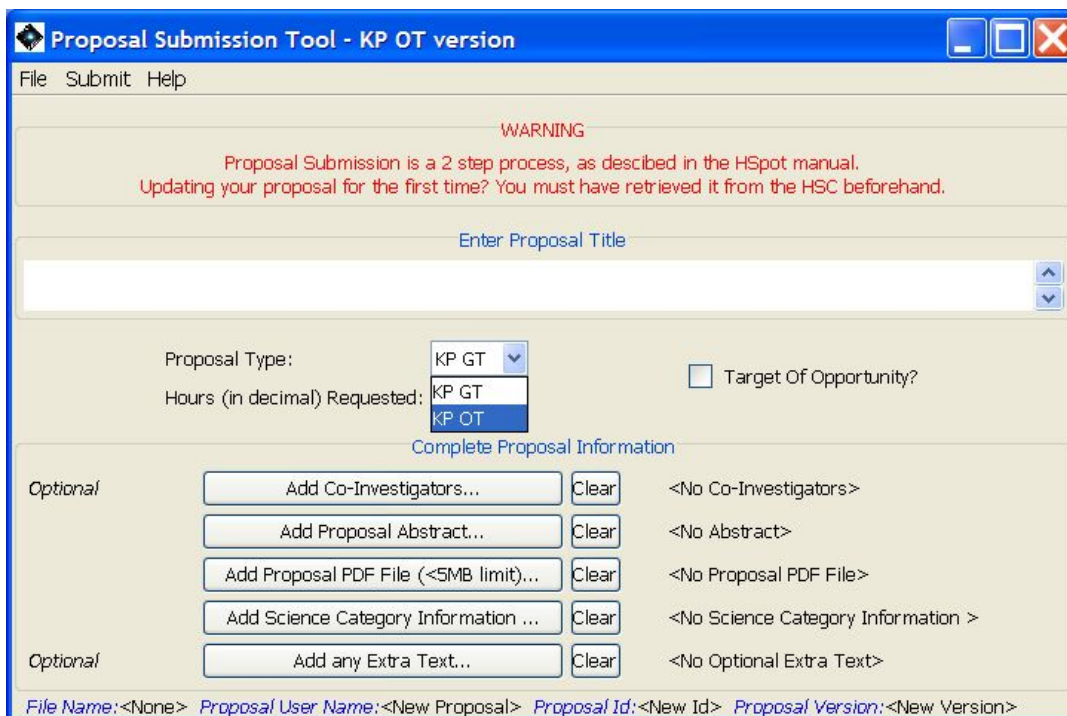 Proposal Submission Tool - KP OT version
File Submit Help
WARNING
Proposal Submission is a 2 step process, as descibed in the HSpot manual.
Updating your proposal for the first time? You must have retrieved it from the HSC beforehand.
Enter Proposal Title
Proposal Type: KP GT Target Of Opportunity?
Hours (in decimal) Requested: KP GT
KP OT
Complete Proposal Information
Optional Add Co-Investigators... Clear <No Co-Investigators>
Add Proposal Abstract... Clear <No Abstract>
Add Proposal PDF File (<5MB limit)... Clear <No Proposal PDF File>
Add Science Category Information ... Clear <No Science Category Information >
Optional Add any Extra Text... Clear <No Optional Extra Text>
File Name:<None> Proposal User Name:<New Proposal> Proposal Id:<New Id> Proposal Version:<New Version>